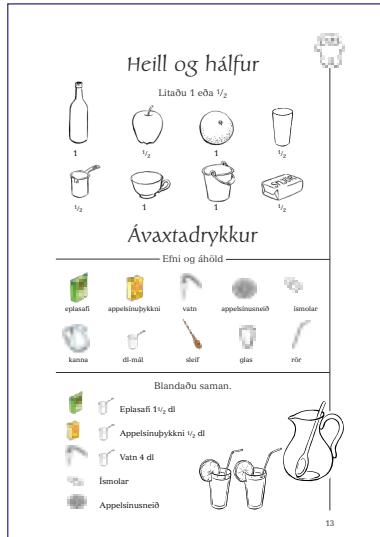 Heill og hálfur
Litaðu 1 eða 1/2
1 1/2 1 1/2
SMJÖR
1/2 1 1 1/2
Ávaxtadrykkur
Efni og áhöld
eplasafi appelsínuþykkni vatn appelsínusneið ísmolar
kanna dl-mál sleif glas rör
Blandaðu saman.
Eplasafi 1 1/2 dl
Appelsínuþykkni 1/2 dl
Vatn 4 dl
Ísmolar
Appelsínusneið
13